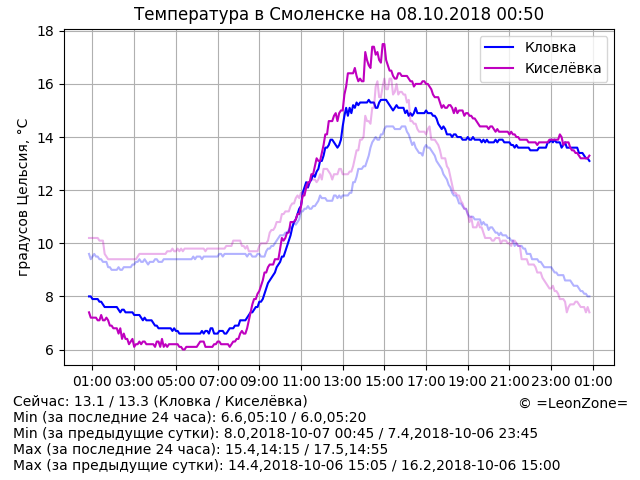 Температура в Смоленске на 08.10.2018 00:50
18
16
14
12
10
8
6
градусов Цельсия, °C
Кловка
Киселёвка
01:00 03:00 05:00 07:00 09:00 11:00 13:00 15:00 17:00 19:00 21:00 23:00 01:00
Сейчас: 13.1 / 13.3 (Кловка / Киселёвка)
© =LeonZone=
Min (за последние 24 часа): 6.6,05:10 / 6.0,05:20
Min (за предыдущие сутки): 8.0,2018-10-07 00:45 / 7.4,2018-10-06 23:45
Max (за последние 24 часа): 15.4,14:15 / 17.5,14:55
Max (за предыдущие сутки): 14.4,2018-10-06 15:05 / 16.2,2018-10-06 15:00